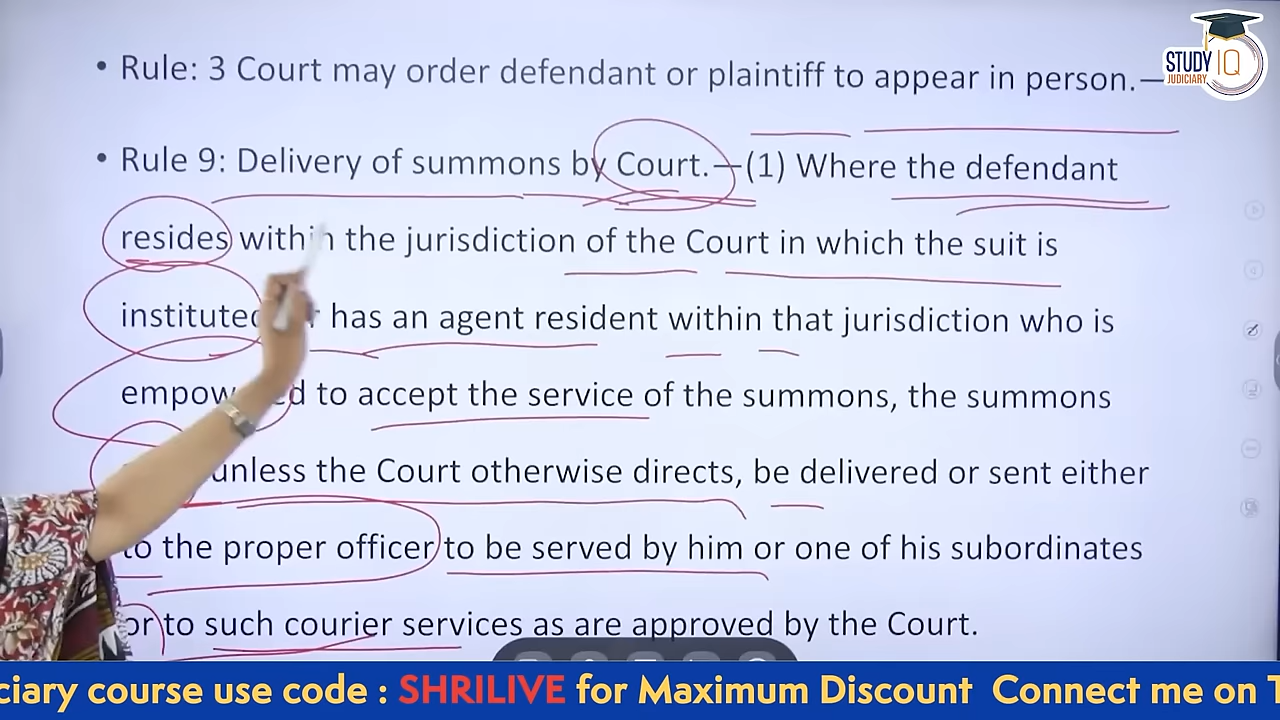 • Rule: 3 Court may order defendant or plaintiff to appear in person.—
STUDY IQ
JUDICIARY
• Rule 9: Delivery of summons by Court.—(1) Where the defendant
resides within the jurisdiction of the Court in which the suit is
instituted has an agent resident within that jurisdiction who is
to accept the service of the summons, the summons
unless the Court otherwise directs, be delivered or sent either
to the proper officer to be served by him or one of his subordinates
or to such courier services as are approved by the Court.
ciary course use code : SHRILIVE for Maximum Discount Connect me on T